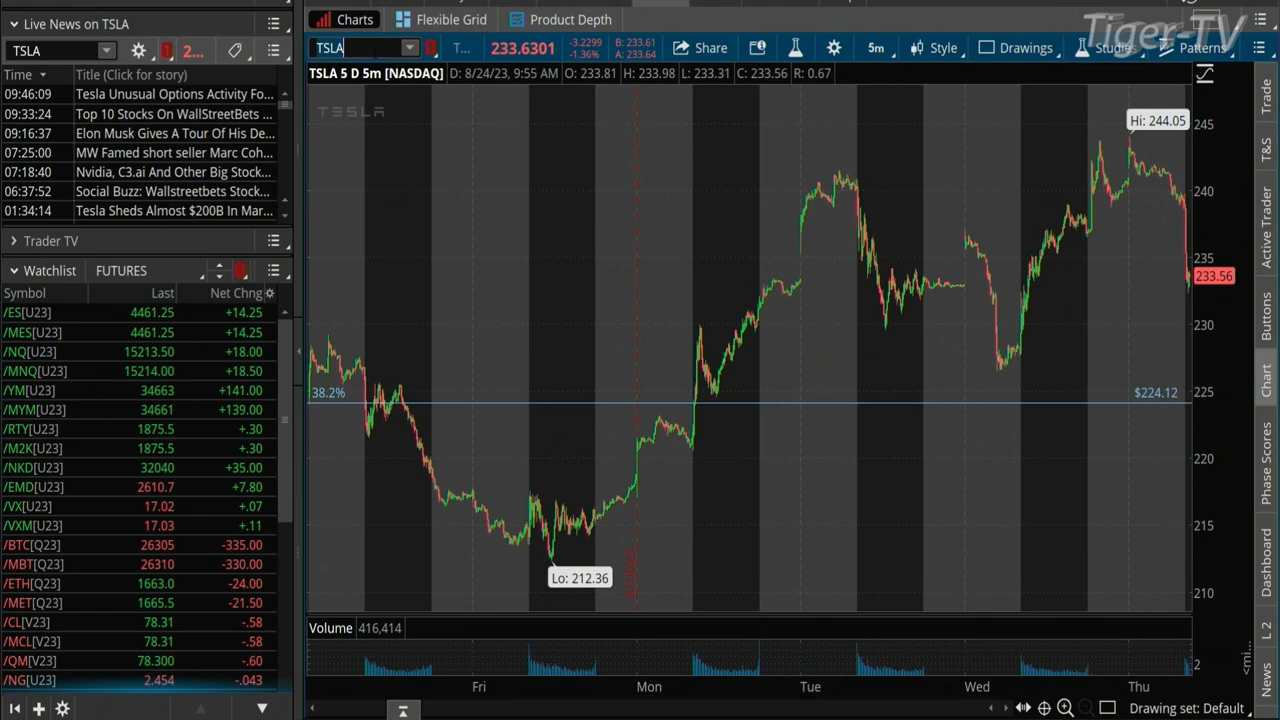 Live News on TSLA
TSLA
2...
Time Title (Click for story)
09:46:09 Tesla Unusual Options Activity Fo...
09:33:24 Top 10 Stocks On WallStreetBets ...
09:16:37 Elon Musk Gives A Tour Of His De...
07:25:00 MW Famed short seller Marc Coh...
07:18:40 Nvidia, C3.ai And Other Big Stock...
06:37:52 Social Buzz: Wallstreetbets Stock...
01:34:14 Tesla Sheds Almost $200B In Mar...
Trader TV
Watchlist FUTURES
Symbol Last Net Chng
/ES[U23] 4461.25 +14.25
/MES[U23] 4461.25 +14.25
/NQ[U23] 15213.50 +18.00
/MNQ[U23] 15214.00 +18.50
/YM[U23] 34663 +141.00
/MYM[U23] 34661 +139.00
/RTY[U23] 1875.5 +.30
/M2K[U23] 1875.5 +.30
/NKD[U23] 32040 +35.00
/EMD[U23] 2610.7 +7.80
/VX[U23] 17.02 +.07
/VXM[U23] 17.03 +.11
/BTC[Q23] 26305 -335.00
/MBT[Q23] 26310 -330.00
/ETH[Q23] 1663.0 -24.00
/MET[Q23] 1665.5 -21.50
/CL[V23] 78.31 -.58
/MCL[V23] 78.31 -.58
/QM[V23] 78.300 -.60
/NG[U23] 2.454 -.043
Charts Flexible Grid Product Depth
Tiger-TV
TSLA T... 233.6301 -3.2299 -1.36% B: 233.61 A: 233.64 Share 5m Style Drawings Studies Patterns
TSLA 5 D 5m [NASDAQ] D: 8/24/23, 9:55 AM O: 233.81 H: 233.98 L: 233.31 C: 233.56 R: 0.67
TESLA
Hi: 244.05
245
240
235
233.56
230
38.2% $224.12
225
220
215
Lo: 212.36
210
Volume 416,414
2
<mi...
Fri Mon Tue Wed Thu
Drawing set: Default
Trade
T&S
Active Trader
Buttons
Chart
Phase Scores
Dashboard
L 2
News